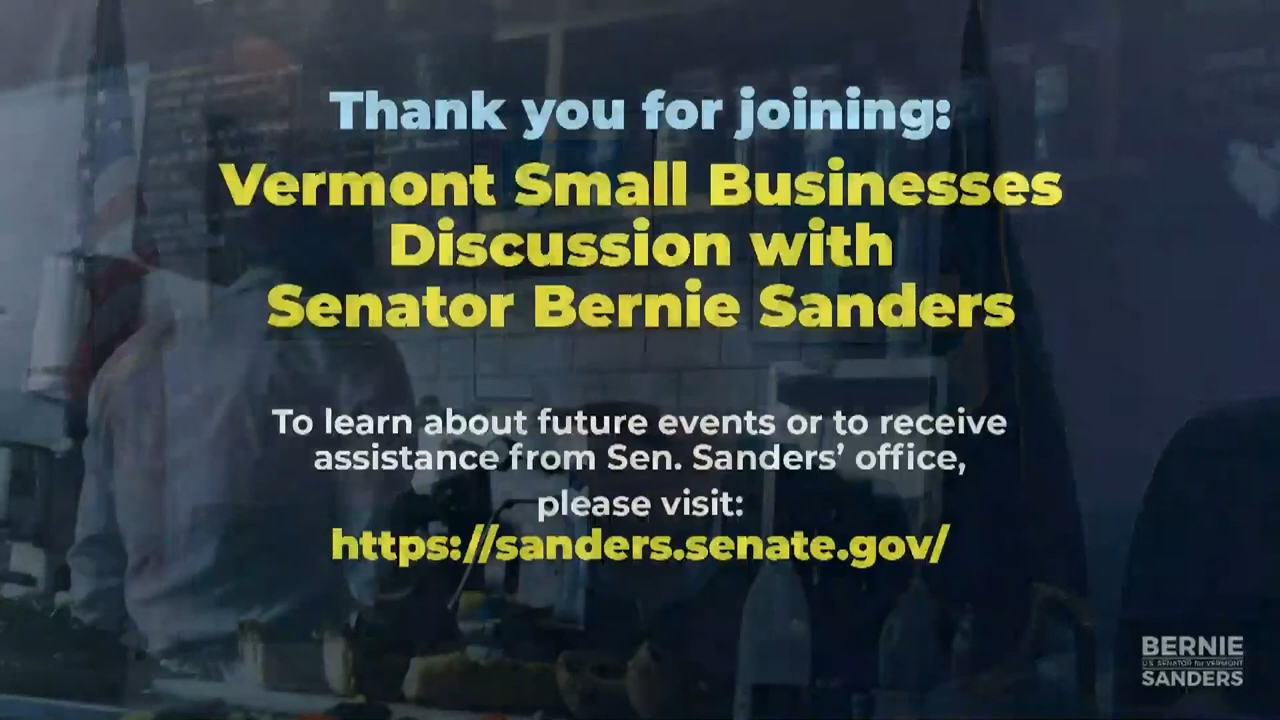 Thank you for joining:
Vermont Small Businesses
Discussion with
Senator Bernie Sanders
To learn about future events or to receive
assistance from Sen. Sanders’ office,
please visit:
https://sanders.senate.gov/
BERNIE
U.S. SENATOR for VERMONT
SANDERS